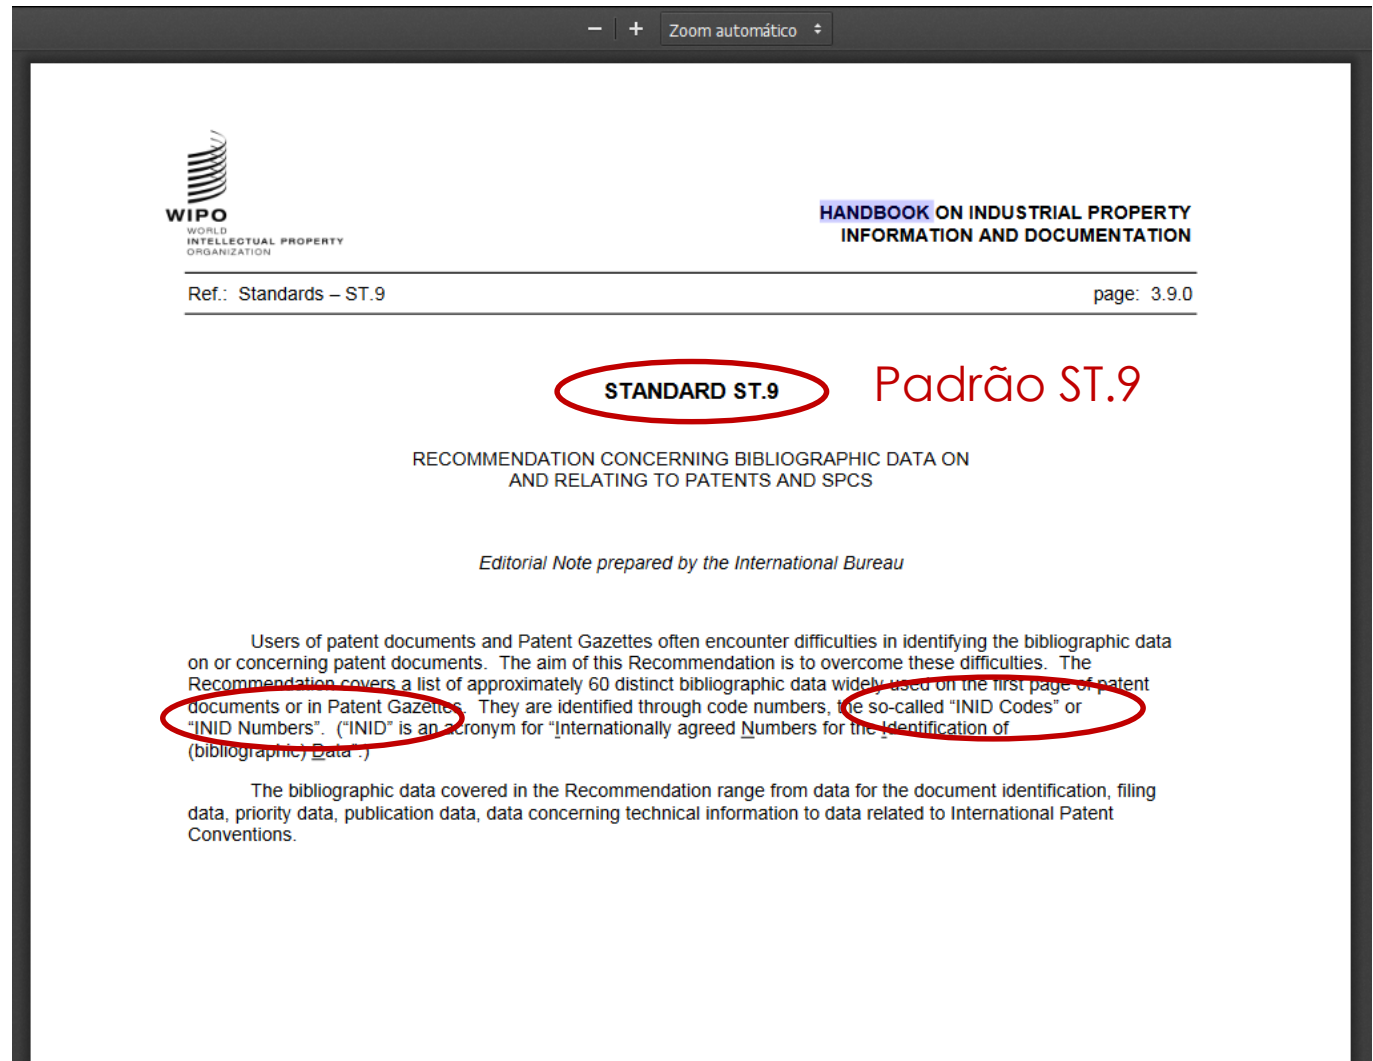 − + Zoom automático
WIPO
WORLD
INTELLECTUAL PROPERTY
ORGANIZATION
HANDBOOK ON INDUSTRIAL PROPERTY
INFORMATION AND DOCUMENTATION
Ref.: Standards – ST.9 page: 3.9.0
STANDARD ST.9 Padrão ST.9
RECOMMENDATION CONCERNING BIBLIOGRAPHIC DATA ON
AND RELATING TO PATENTS AND SPCS
Editorial Note prepared by the International Bureau
Users of patent documents and Patent Gazettes often encounter difficulties in identifying the bibliographic data
on or concerning patent documents. The aim of this Recommendation is to overcome these difficulties. The
Recommendation covers a list of approximately 60 distinct bibliographic data widely used on the first page of patent
documents or in Patent Gazettes. They are identified through code numbers, the so-called “INID Codes” or
“INID Numbers”. (“INID” is an acronym for “Internationally agreed Numbers for the Identification of
(bibliographic) Data”.)
The bibliographic data covered in the Recommendation range from data for the document identification, filing
data, priority data, publication data, data concerning technical information to data related to International Patent
Conventions.